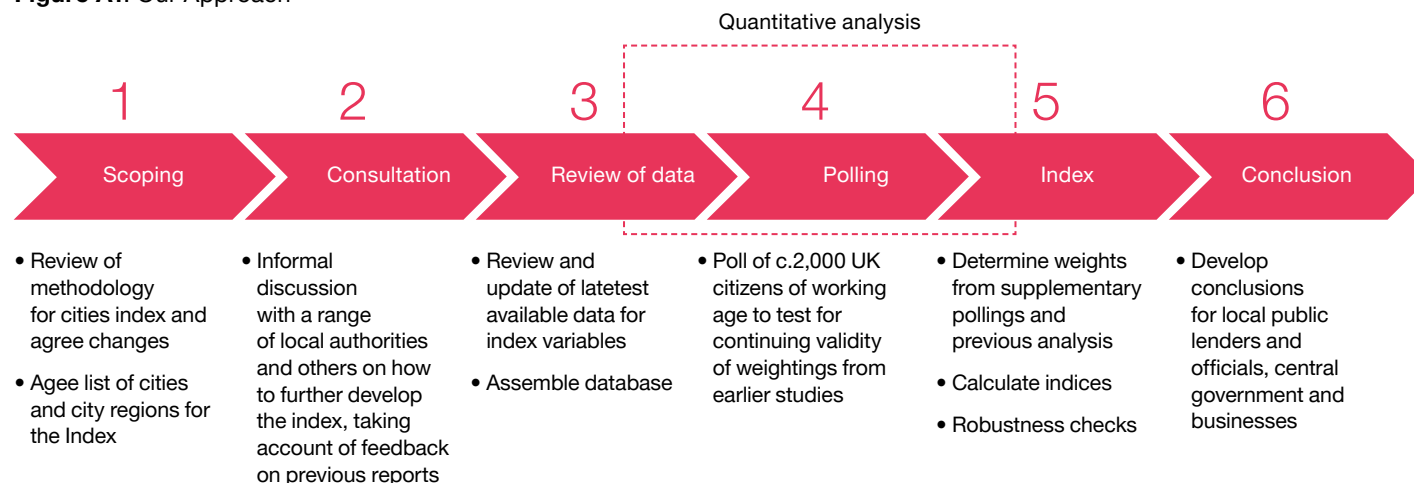 Quantitative analysis
1
2
3
4
5
6
Scoping
Consultation
Review of data
Polling
Index
Conclusion
• Review of
methodology
for cities index and
agree changes
• Agee list of cities
and city regions for
the Index
• Informal
discussion
with a range
of local authorities
and others on how
to further develop
the index, taking
account of feedback
on previous reports
• Review and
update of latetest
available data for
index variables
• Assemble database
• Poll of c.2,000 UK
citizens of working
age to test for
continuing validity
of weightings from
earlier studies
• Determine weights
from supplementary
pollings and
previous analysis
• Calculate indices
• Robustness checks
• Develop
conclusions
for local public
lenders and
officials, central
government and
businesses